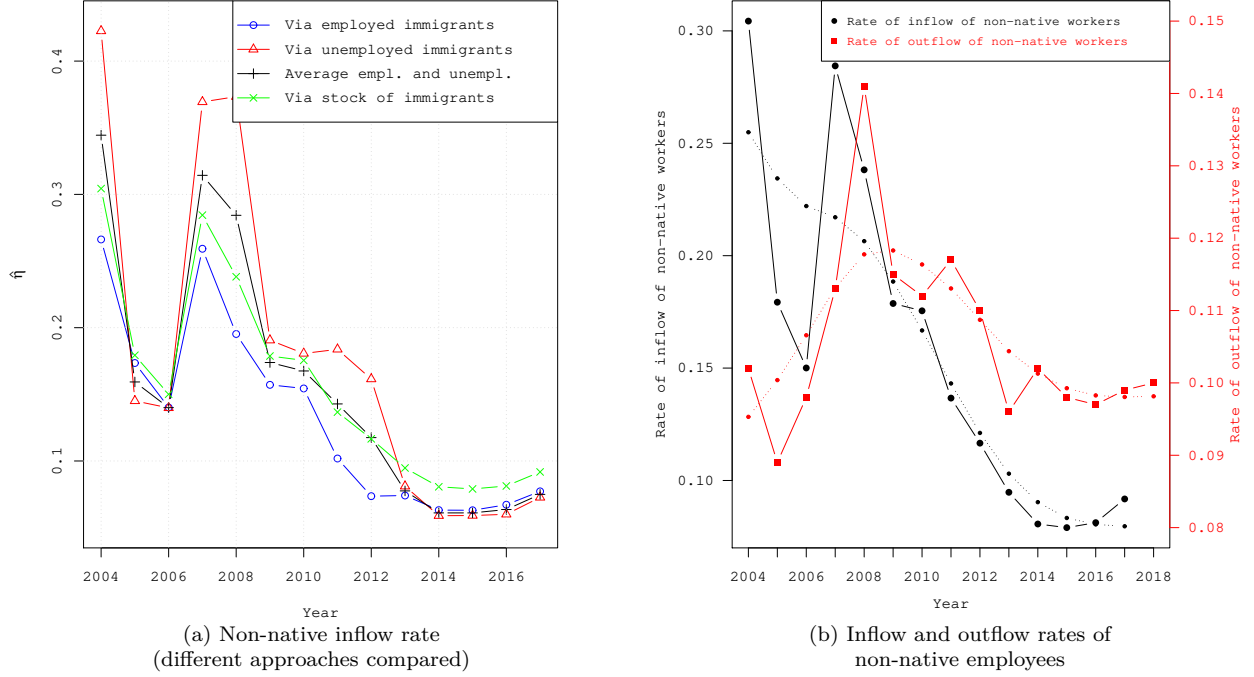 Via employed immigrants
Via unemployed immigrants
Average empl. and unempl.
Via stock of immigrants
0.4
0.3
0.2
0.1
η̂
2004 2006 2008 2010 2012 2014 2016
Year
(a) Non-native inflow rate
(different approaches compared)
Rate of inflow of non-native workers
Rate of outflow of non-native workers
0.30
0.25
0.20
0.15
0.10
Rate of inflow of non-native workers
0.15
0.14
0.13
0.12
0.11
0.10
0.09
0.08
Rate of outflow of non-native workers
2004 2006 2008 2010 2012 2014 2016 2018
Year
(b) Inflow and outflow rates of
non-native employees